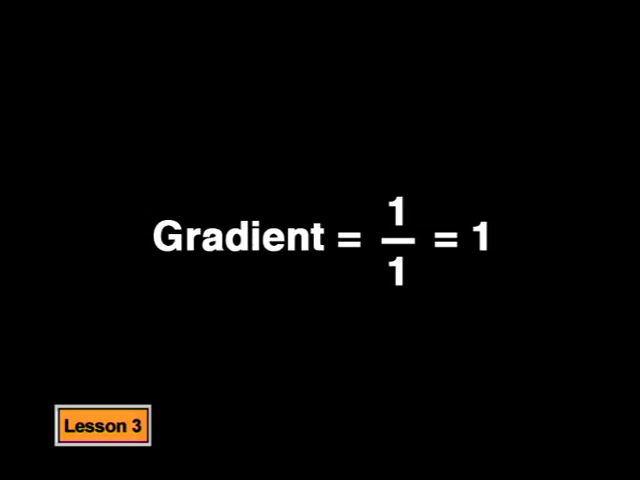 Gradient = 1/1 = 1
Lesson 3